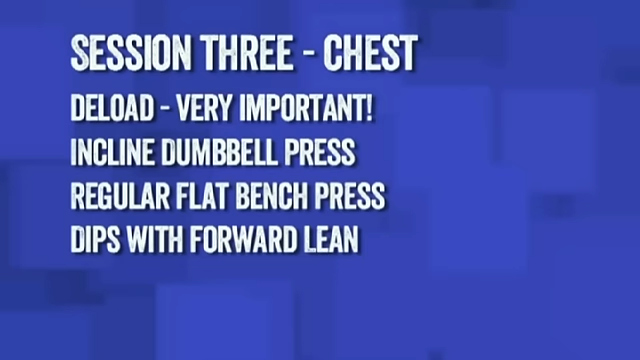 SESSION THREE - CHEST
DELOAD - VERY IMPORTANT!
INCLINE DUMBBELL PRESS
REGULAR FLAT BENCH PRESS
DIPS WITH FORWARD LEAN